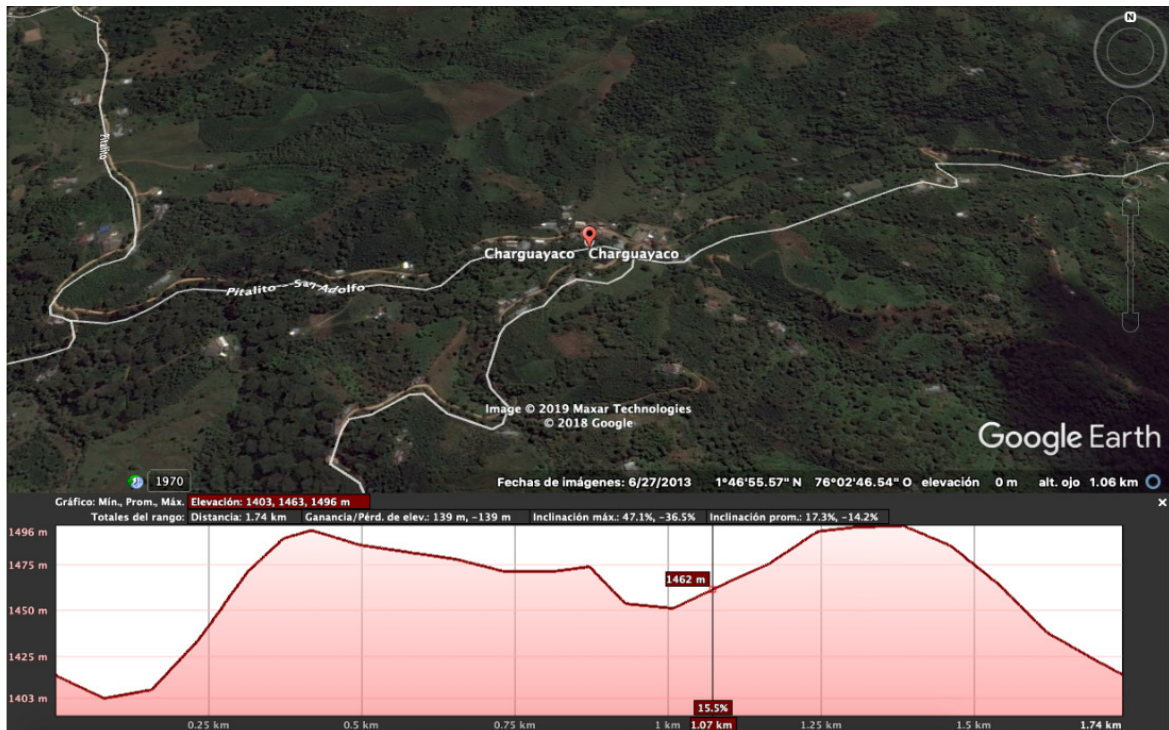 N
Pitalito
Charguayaco Charguayaco
Pitalito - San Adolfo
Image © 2019 Maxar Technologies
© 2018 Google
Google Earth
1970
Fechas de imágenes: 6/27/2013 1°46'55.57" N 76°02'46.54" O elevación 0 m alt. ojo 1.06 km
Gráfico: Mín., Prom., Máx. Elevación: 1403, 1463, 1496 m
Totales del rango: Distancia: 1.74 km Ganancia/Pérd. de elev.: 139 m, -139 m Inclinación máx.: 47.1%, -36.5% Inclinación prom.: 17.3%, -14.2%
1496 m
1475 m
1462 m
1450 m
1425 m
1403 m
15.5%
0.25 km 0.5 km 0.75 km 1 km 1.07 km 1.25 km 1.5 km 1.74 km